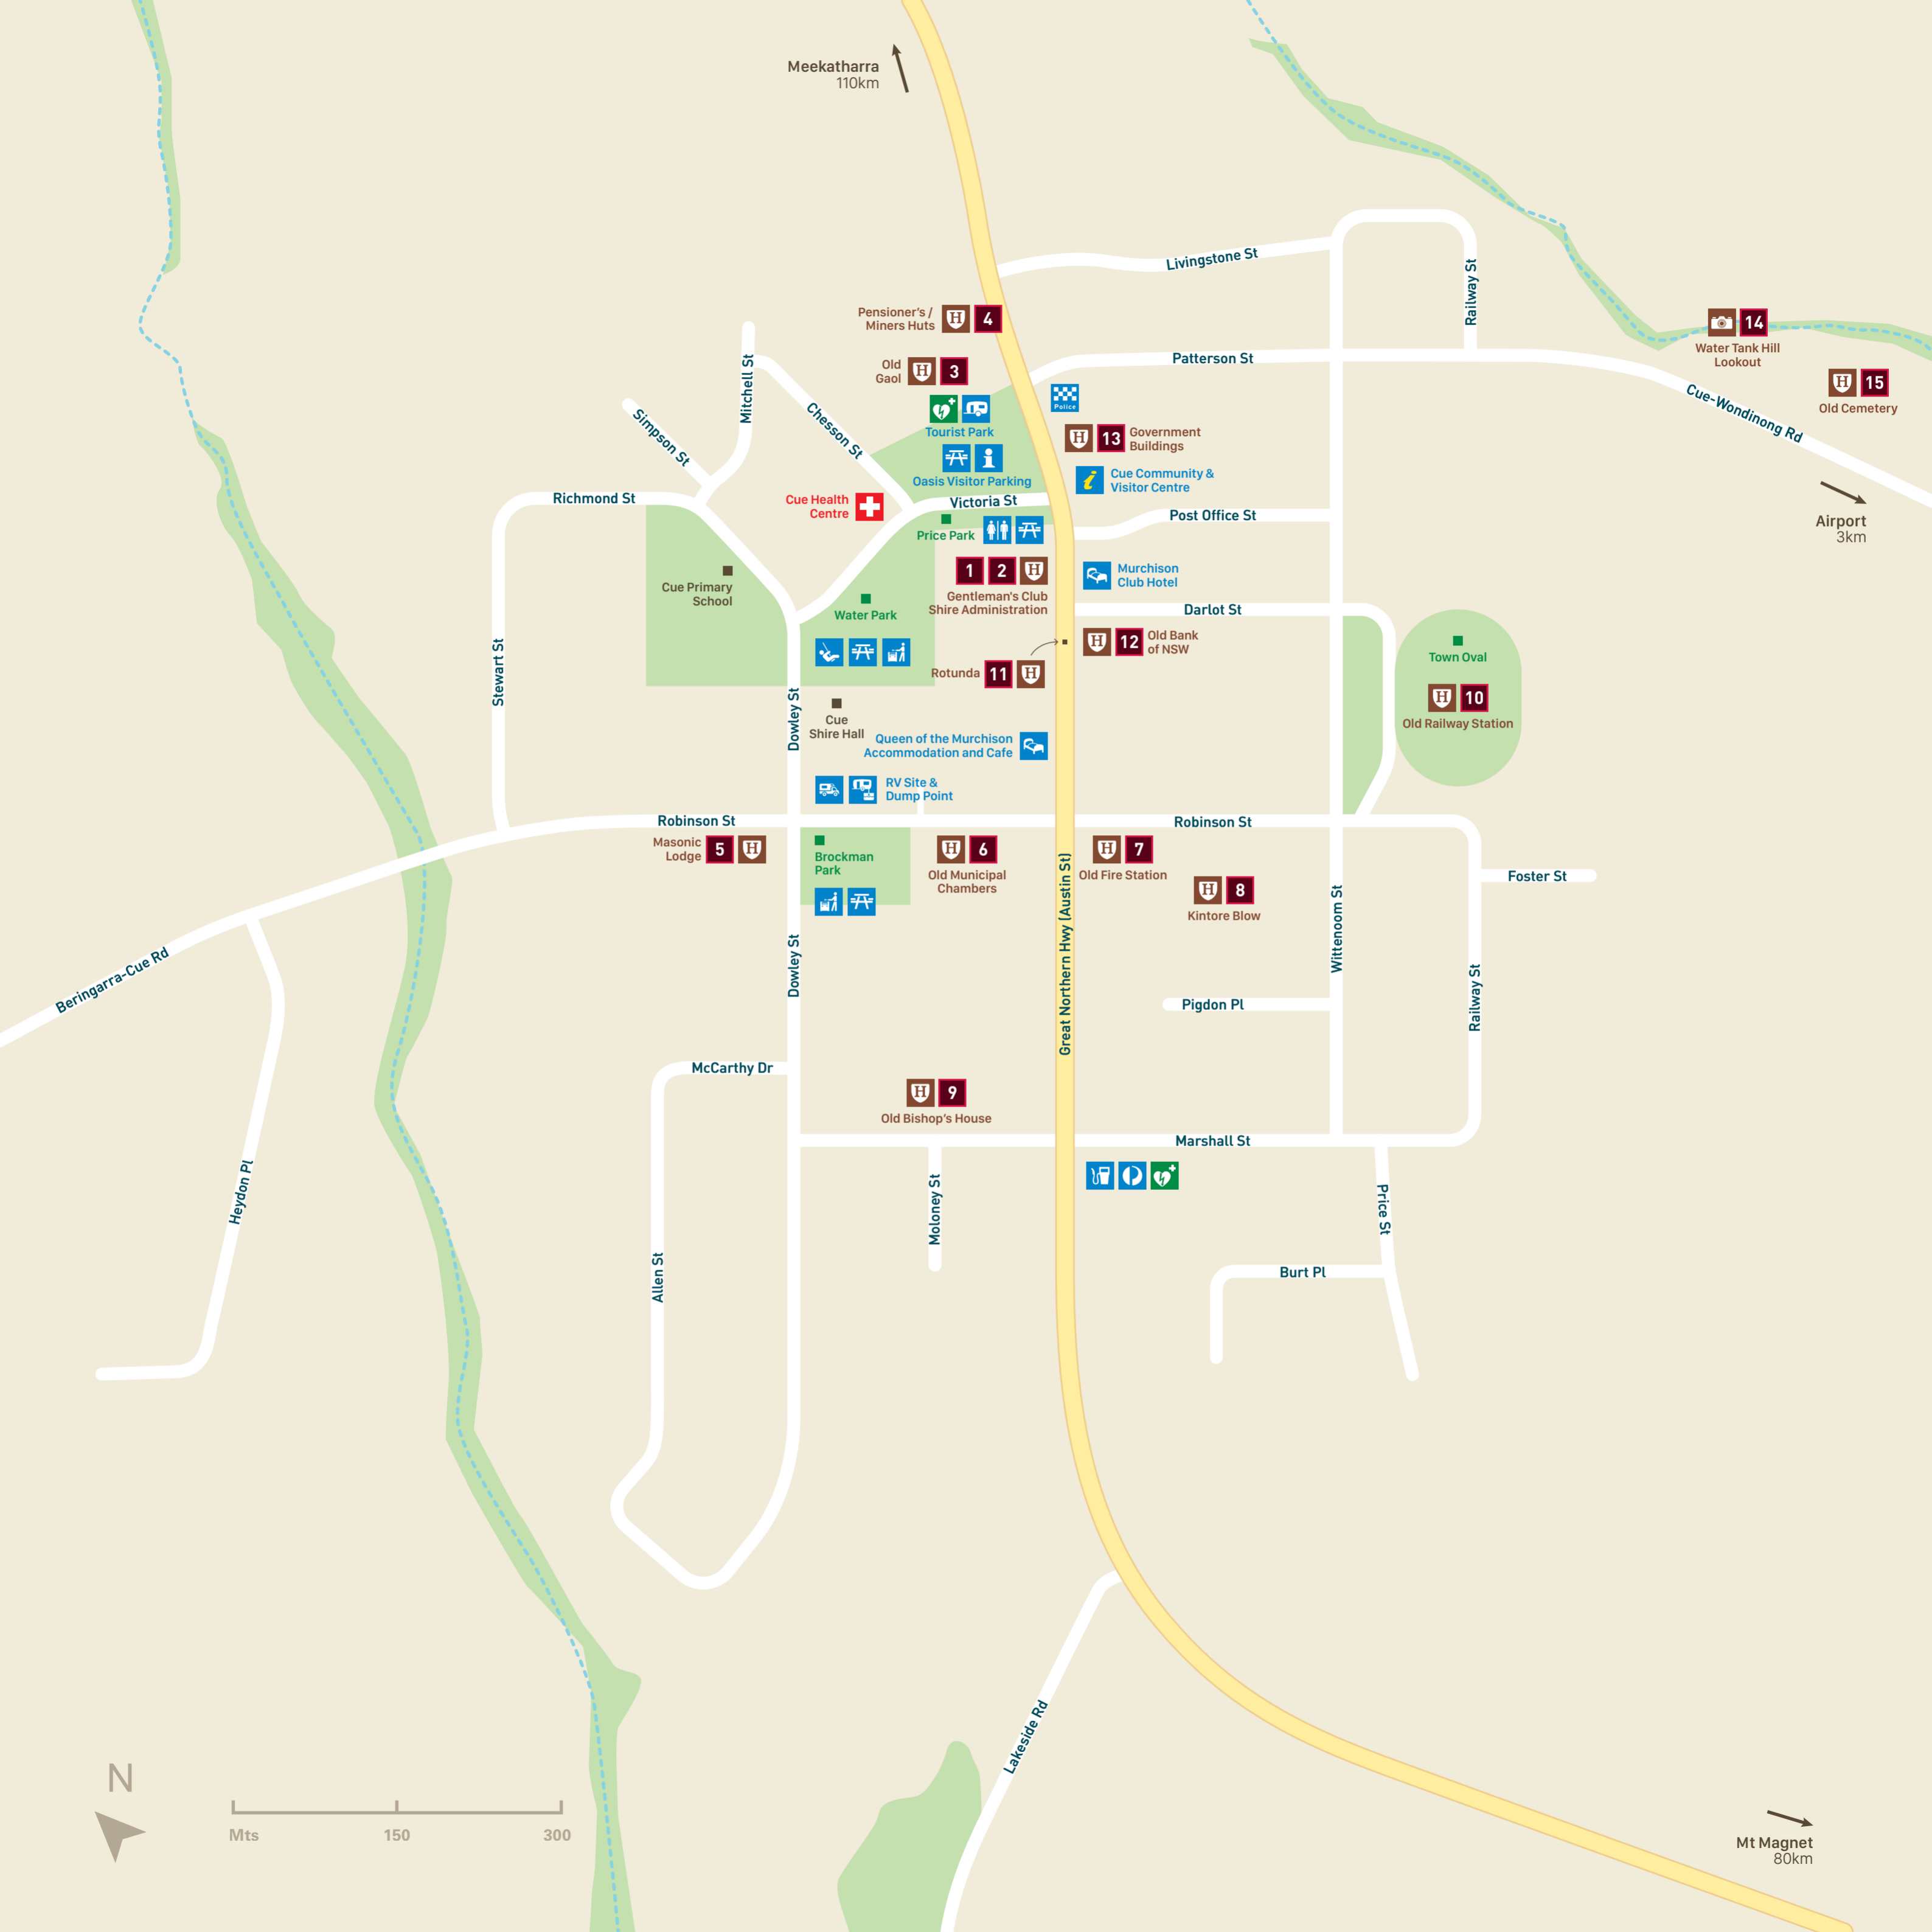 Meekatharra
110km
Livingstone St
Railway St
Pensioner's /
Miners Huts
H
4
Patterson St
14
Water Tank Hill
Lookout
Old
Gaol
H
3
H
15
Old Cemetery
Mitchell St
Chesson St
Simpson St
Police
Cue-Wondinong Rd
Tourist Park
H
13
Government
Buildings
Oasis Visitor Parking
i
i
Cue Community &
Visitor Centre
Richmond St
Cue Health
Centre
Victoria St
Post Office St
Airport
3km
Price Park
Cue Primary
School
1
2
H
Gentleman's Club
Shire Administration
Murchison
Club Hotel
Water Park
Darlot St
H
12
Old Bank
of NSW
Town Oval
Stewart St
Rotunda
11
H
H
10
Old Railway Station
Dowley St
Cue
Shire Hall
Queen of the Murchison
Accommodation and Cafe
RV Site &
Dump Point
Robinson St
Robinson St
Masonic
Lodge
5
H
Brockman
Park
H
6
Old Municipal
Chambers
H
7
Old Fire Station
H
8
Kintore Blow
Foster St
Great Northern Hwy (Austin St)
Wittenoom St
Dowley St
Beringarra-Cue Rd
Pigdon Pl
Railway St
McCarthy Dr
H
9
Old Bishop's House
Marshall St
Heydon Pl
Moloney St
Price St
Allen St
Burt Pl
Lakeside Rd
N
Mts
150
300
Mt Magnet
80km